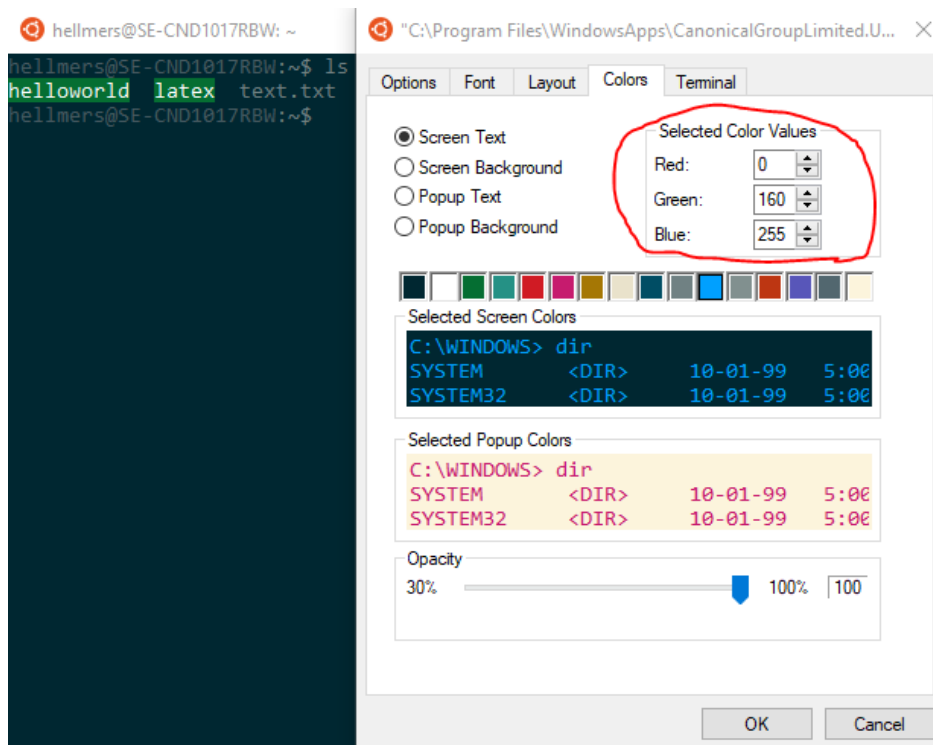 hellmers@SE-CND1017RBW: ~
hellmers@SE-CND1017RBW:~$ ls
helloworld latex text.txt
hellmers@SE-CND1017RBW:~$
"C:\Program Files\WindowsApps\CanonicalGroupLimited.U...
Options Font Layout Colors Terminal
Screen Text
Screen Background
Popup Text
Popup Background
Selected Color Values
Red: 0
Green: 160
Blue: 255
Selected Screen Colors
C:\WINDOWS> dir
SYSTEM <DIR> 10-01-99 5:00
SYSTEM32 <DIR> 10-01-99 5:00
Selected Popup Colors
C:\WINDOWS> dir
SYSTEM <DIR> 10-01-99 5:00
SYSTEM32 <DIR> 10-01-99 5:00
Opacity
30% 100% 100
OK Cancel